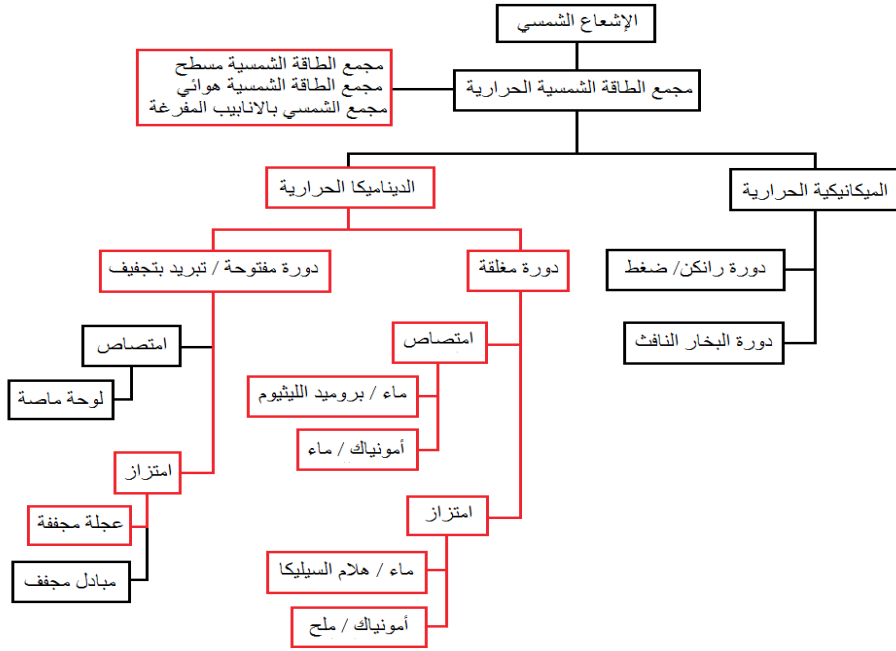 الإشعاع الشمسي
مجمع الطاقة الشمسية مسطح
مجمع الطاقة الشمسية هوائي
مجمع الشمسي بالانابيب المفرغة
مجمع الطاقة الشمسية الحرارية
الميكانيكية الحرارية
دورة رانكن/ ضغط
دورة البخار النافث
الديناميكا الحرارية
دورة مغلقة
امتصاص
ماء / بروميد الليثيوم
أمونياك / ماء
امتزاز
ماء / هلام السيليكا
أمونياك / ملح
دورة مفتوحة / تبريد بتجفيف
امتصاص
لوحة ماصة
امتزاز
عجلة مجففة
مبادل مجفف